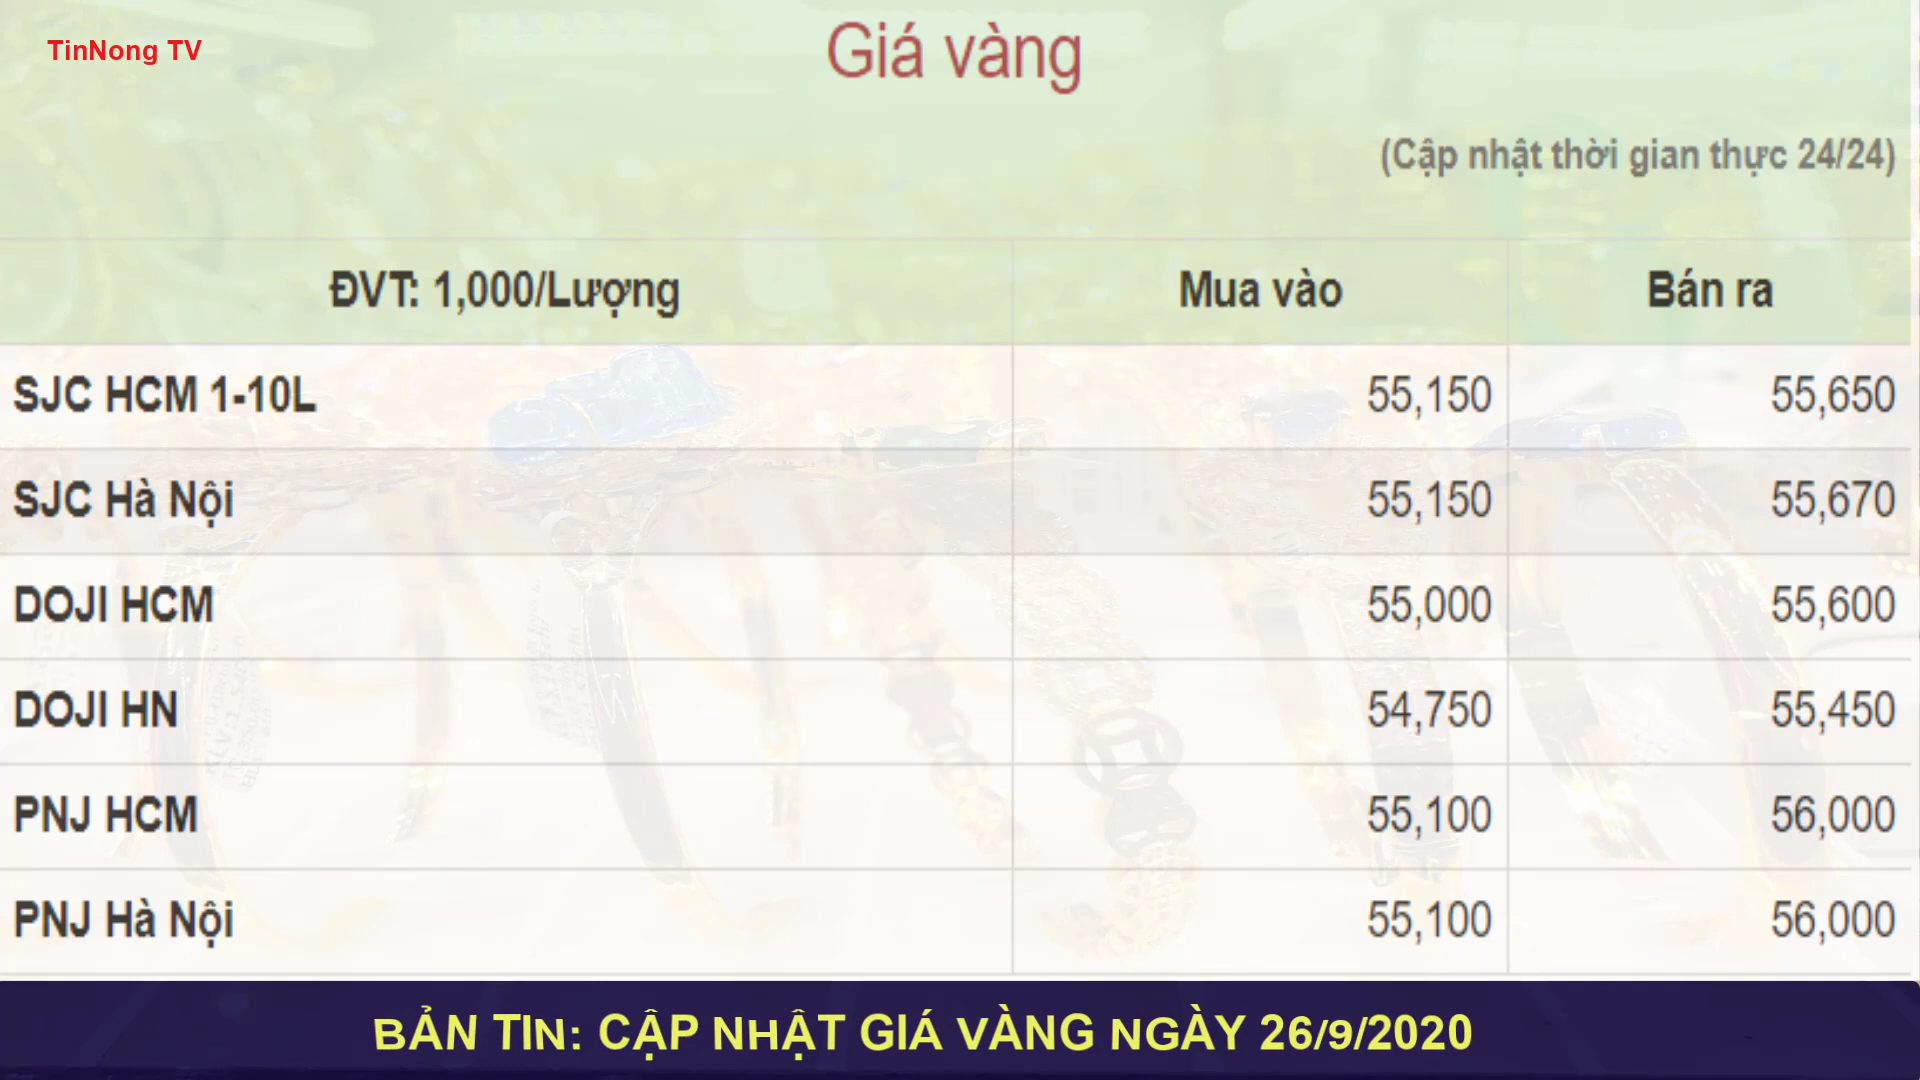 TinNong TV
Giá vàng
(Cập nhật thời gian thực 24/24)
ĐVT: 1,000/Lượng Mua vào Bán ra
SJC HCM 1-10L 55,150 55,650
SJC Hà Nội 55,150 55,670
DOJI HCM 55,000 55,600
DOJI HN 54,750 55,450
PNJ HCM 55,100 56,000
PNJ Hà Nội 55,100 56,000
BẢN TIN: CẬP NHẬT GIÁ VÀNG NGÀY 26/9/2020